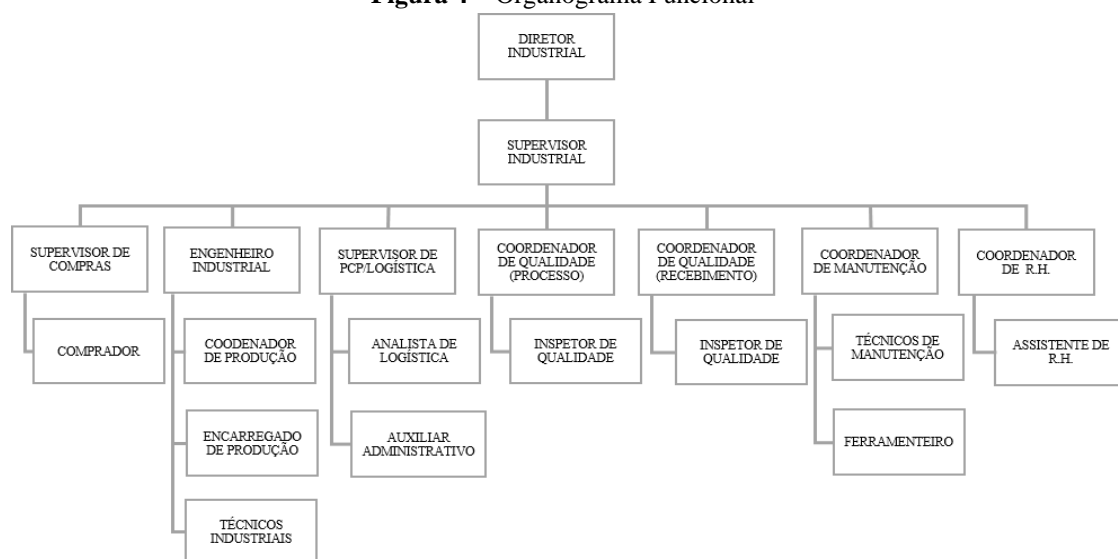 Figura 4 – Organograma Funcional
DIRETOR
INDUSTRIAL
SUPERVISOR
INDUSTRIAL
SUPERVISOR DE
COMPRAS
ENGENHEIRO
INDUSTRIAL
SUPERVISOR DE
PCP/LOGÍSTICA
COORDENADOR
DE QUALIDADE
(PROCESSO)
COORDENADOR
DE QUALIDADE
(RECEBIMENTO)
COORDENADOR
DE MANUTENÇÃO
COORDENADOR
DE R.H.
COMPRADOR
COODENADOR
DE PRODUÇÃO
ANALISTA DE
LOGÍSTICA
INSPETOR DE
QUALIDADE
INSPETOR DE
QUALIDADE
TÉCNICOS DE
MANUTENÇÃO
ASSISTENTE DE
R.H.
ENCARREGADO
DE PRODUÇÃO
AUXILIAR
ADMINISTRATIVO
FERRAMENTEIRO
TÉCNICOS
INDUSTRIAIS